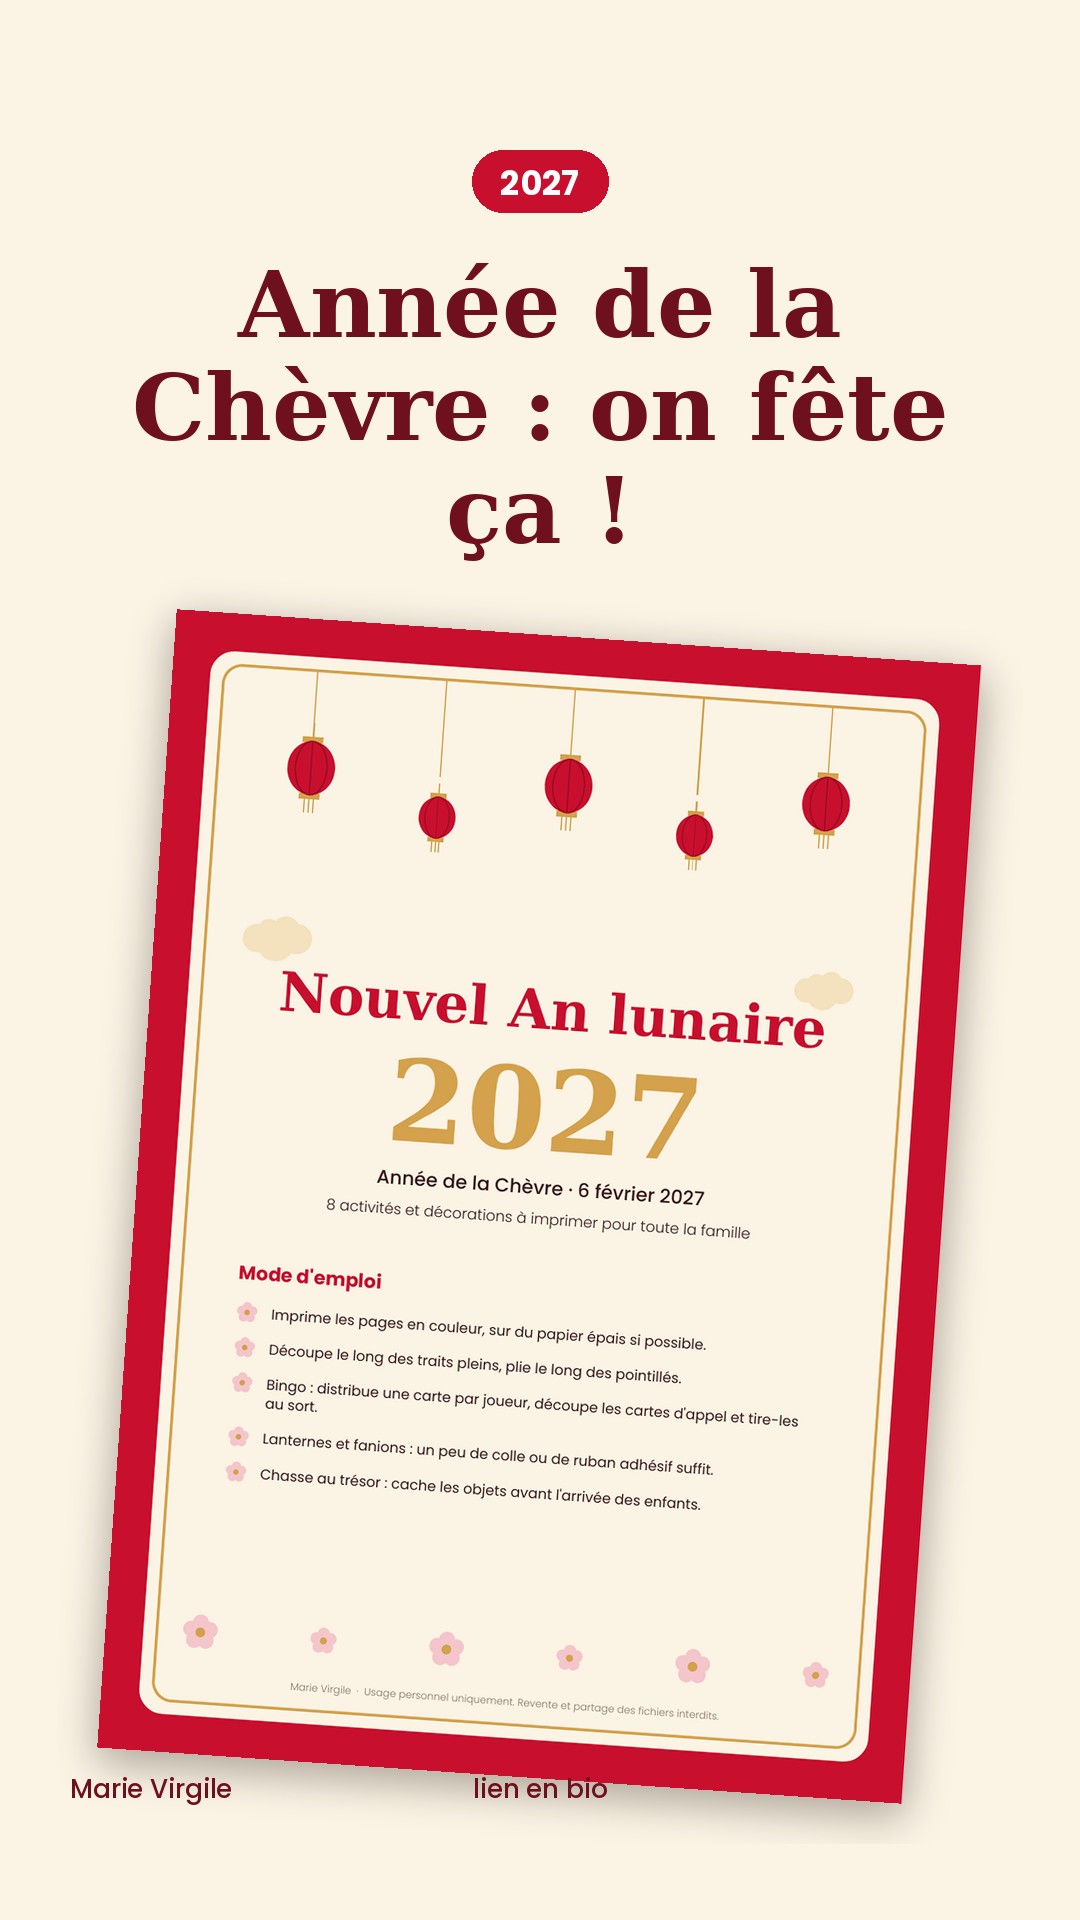 2027
Année de la
Chèvre : on fête
ça !
Nouvel An lunaire
2027
Année de la Chèvre · 6 février 2027
8 activités et décorations à imprimer pour toute la famille
Mode d'emploi
Imprime les pages en couleur, sur du papier épais si possible.
Découpe le long des traits pleins, plie le long des pointillés.
Bingo : distribue une carte par joueur, découpe les cartes d'appel et tire-les
au sort.
Lanternes et fanions : un peu de colle ou de ruban adhésif suffit.
Chasse au trésor : cache les objets avant l'arrivée des enfants.
Marie Virgile · Usage personnel uniquement. Revente et partage des fichiers interdits.
Marie Virgile
lien en bio